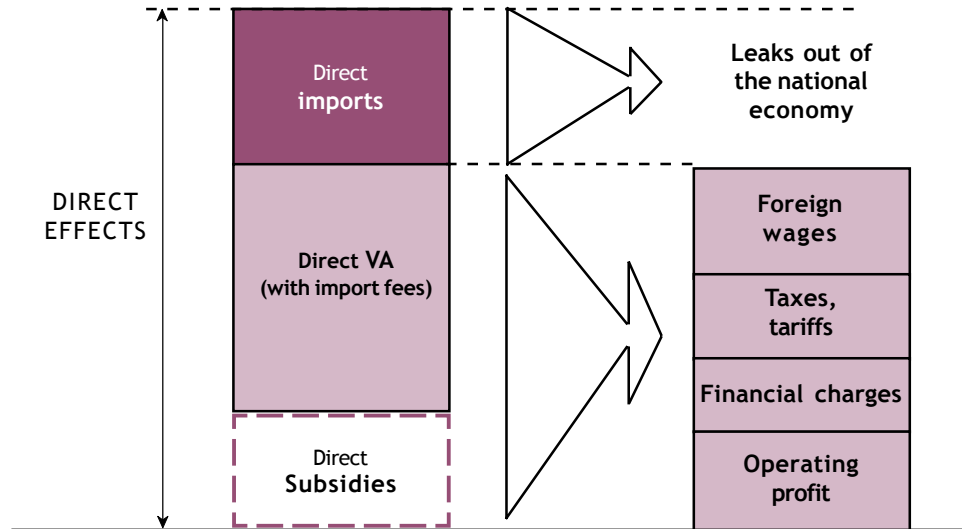 DIRECT
EFFECTS
Direct
imports
Direct VA
(with import fees)
Direct
Subsidies
Leaks out of
the national
economy
Foreign
wages
Taxes,
tariffs
Financial charges
Operating
profit